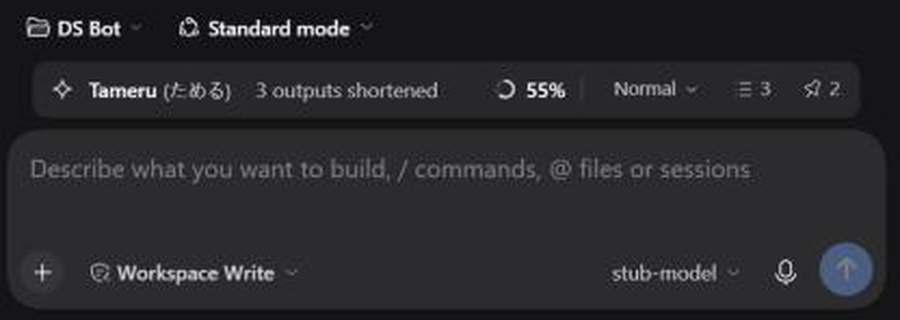 DS Bot Standard mode
Tameru (ためる) 3 outputs shortened 55% Normal 3 2
Describe what you want to build, / commands, @ files or sessions
Workspace Write stub-model